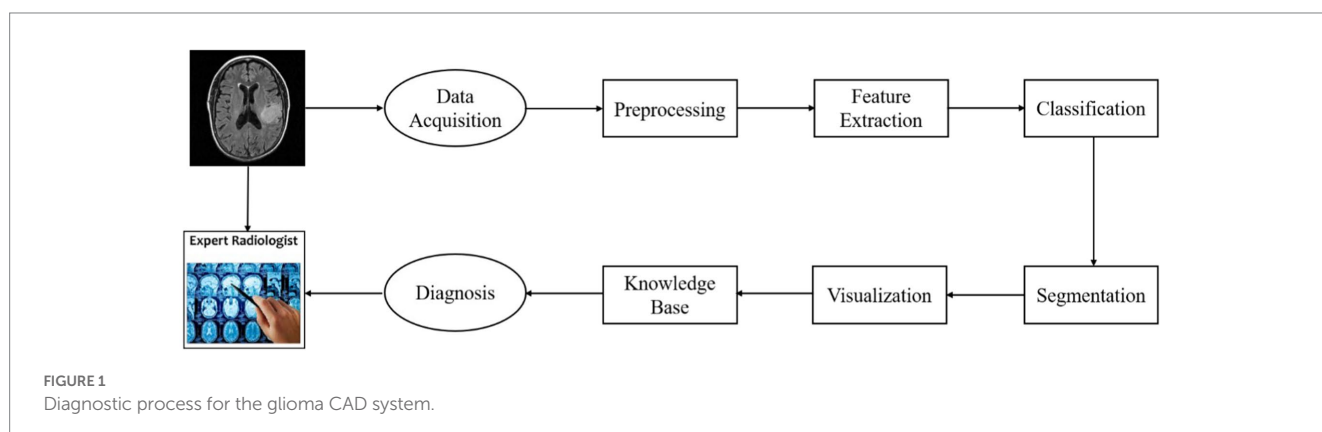 Data
Acquisition
Preprocessing
Feature
Extraction
Classification
Expert Radiologist
Diagnosis
Knowledge
Base
Visualization
Segmentation
FIGURE 1
Diagnostic process for the glioma CAD system.